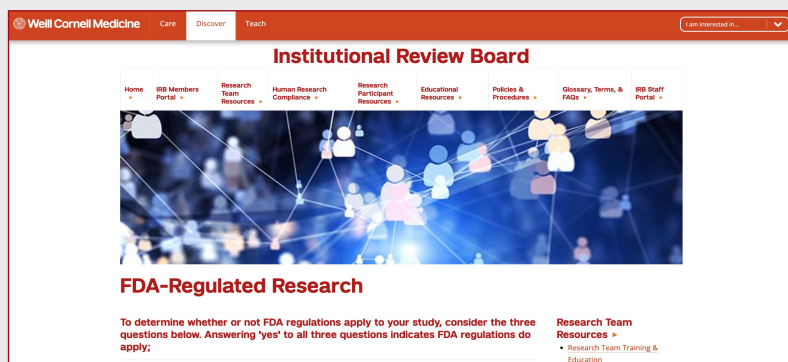 Weill Cornell Medicine Care Discover Teach I am interested in...
Institutional Review Board
Home
IRB Members
Portal
Research
Team
Resources
Human Research
Compliance
Research
Participant
Resources
Educational
Resources
Policies &
Procedures
Glossary, Terms, &
FAQs
IRB Staff
Portal
FDA-Regulated Research
To determine whether or not FDA regulations apply to your study, consider the three
questions below. Answering 'yes' to all three questions indicates FDA regulations do
apply;
Research Team
Resources
Research Team Training &
Education